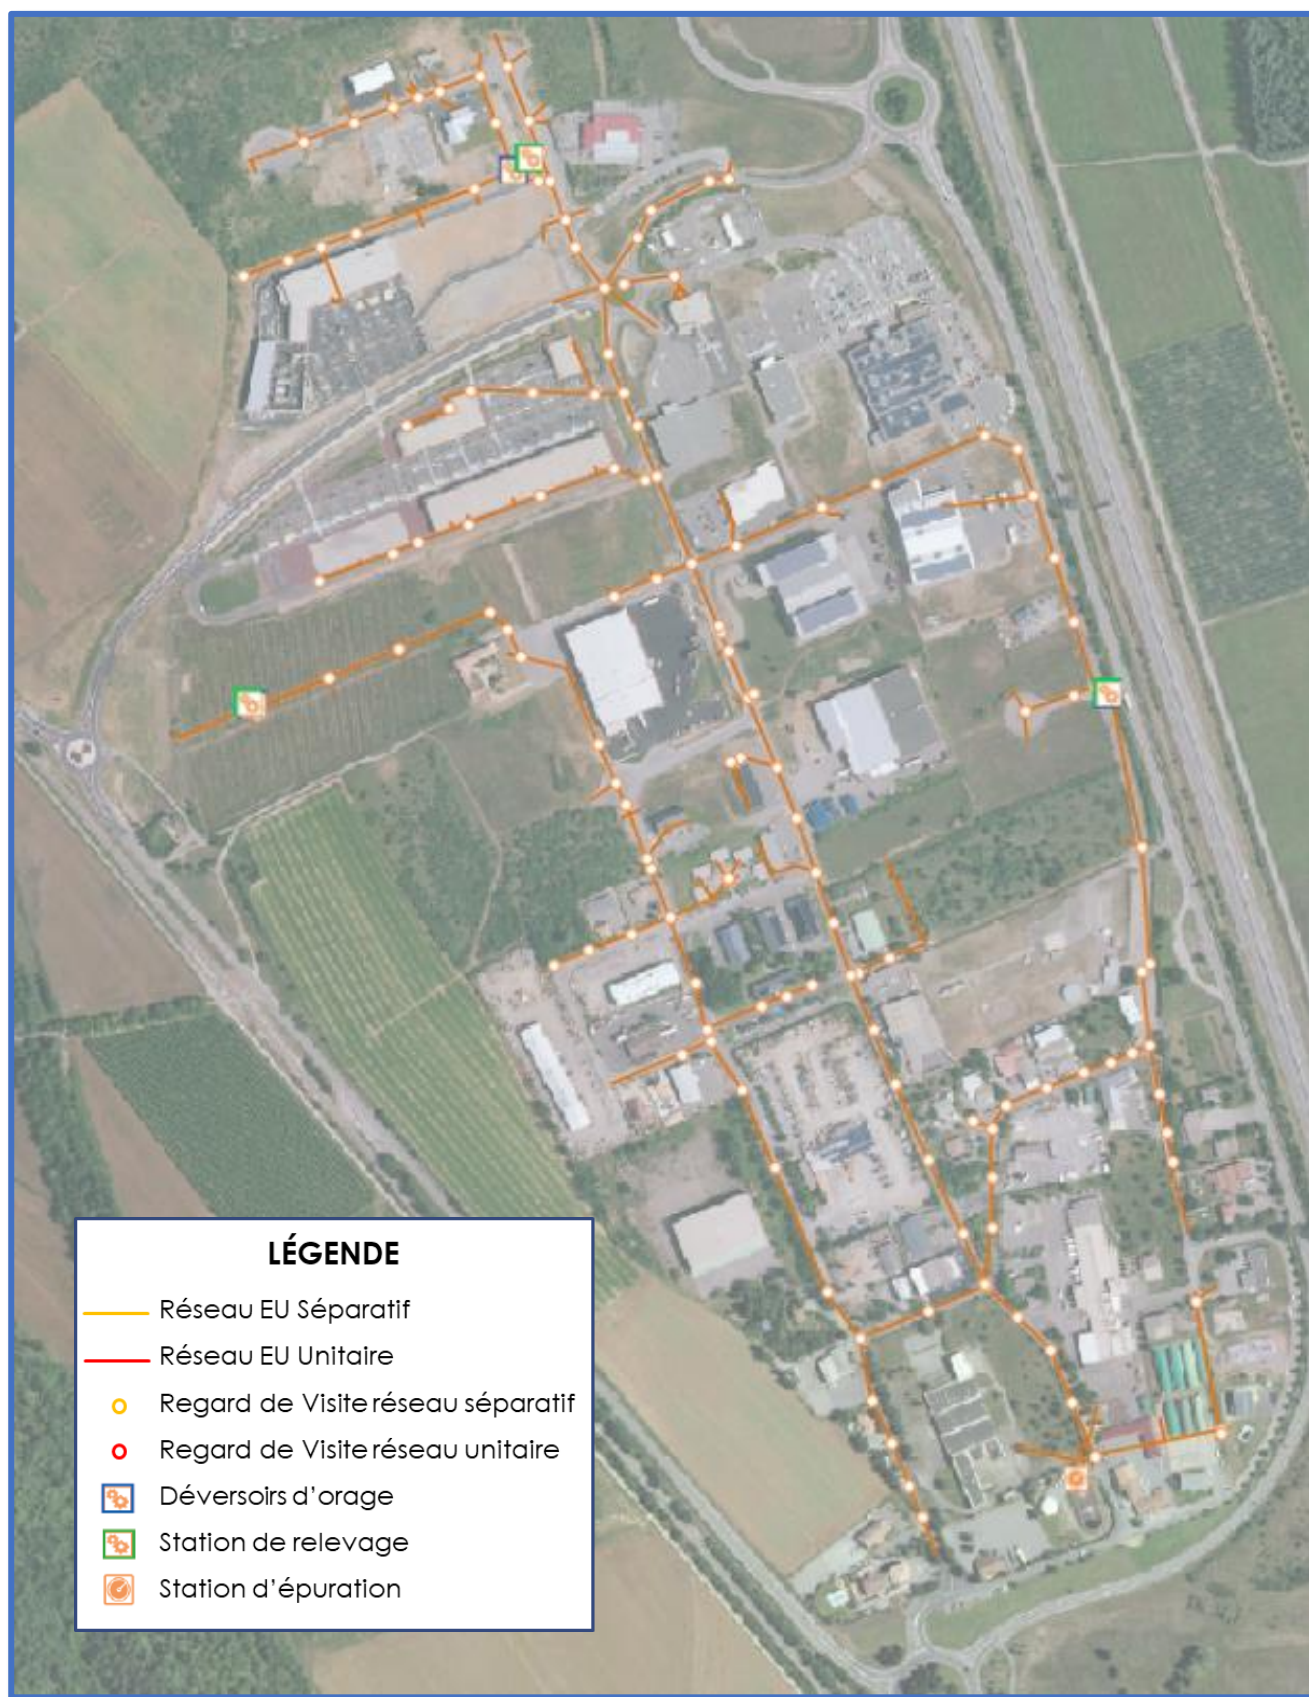 LÉGENDE
Réseau EU Séparatif
Réseau EU Unitaire
Regard de Visite réseau séparatif
Regard de Visite réseau unitaire
Déversoirs d'orage
Station de relevage
Station d'épuration